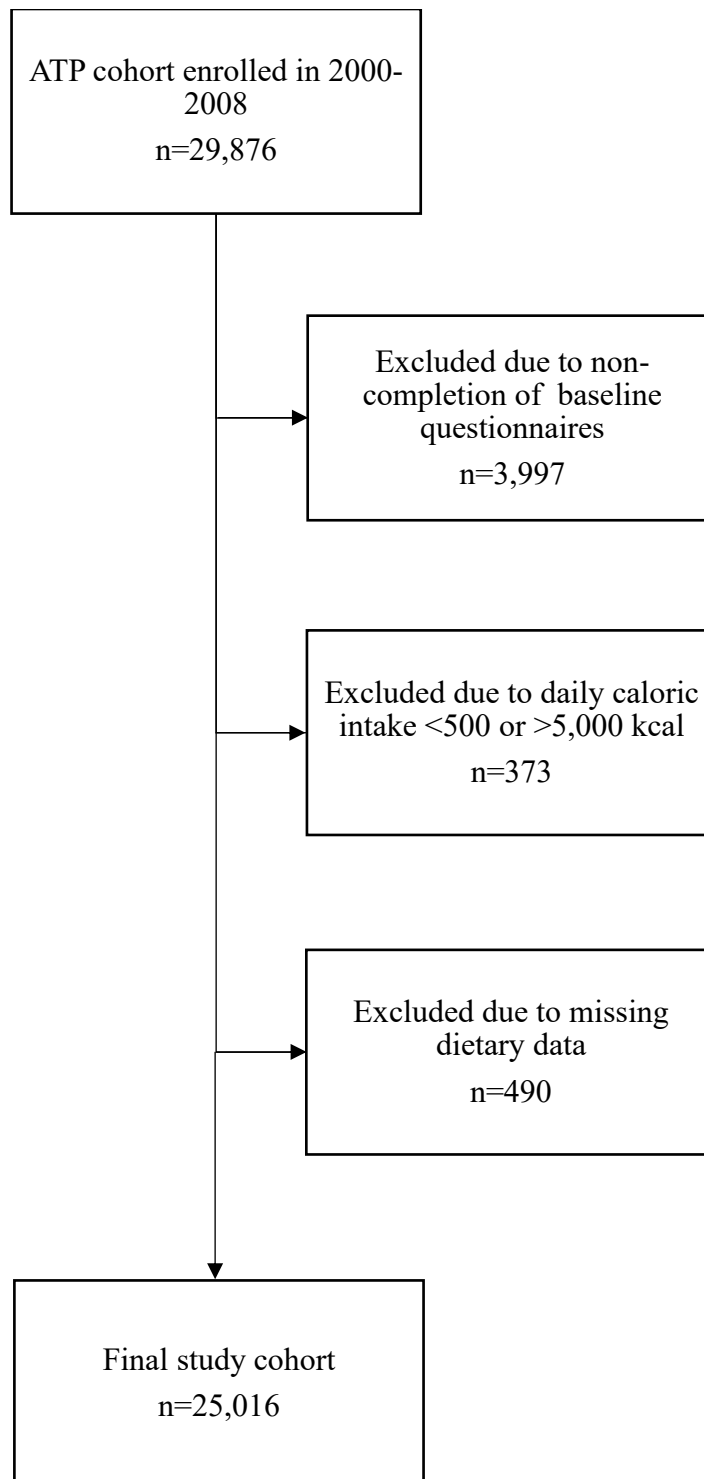 ATP cohort enrolled in 2000-
2008
n=29,876
Excluded due to non-
completion of  baseline
questionnaires
n=3,997
Excluded due to daily caloric
intake <500 or >5,000 kcal
n=373
Excluded due to missing
dietary data
n=490
Final study cohort
n=25,016